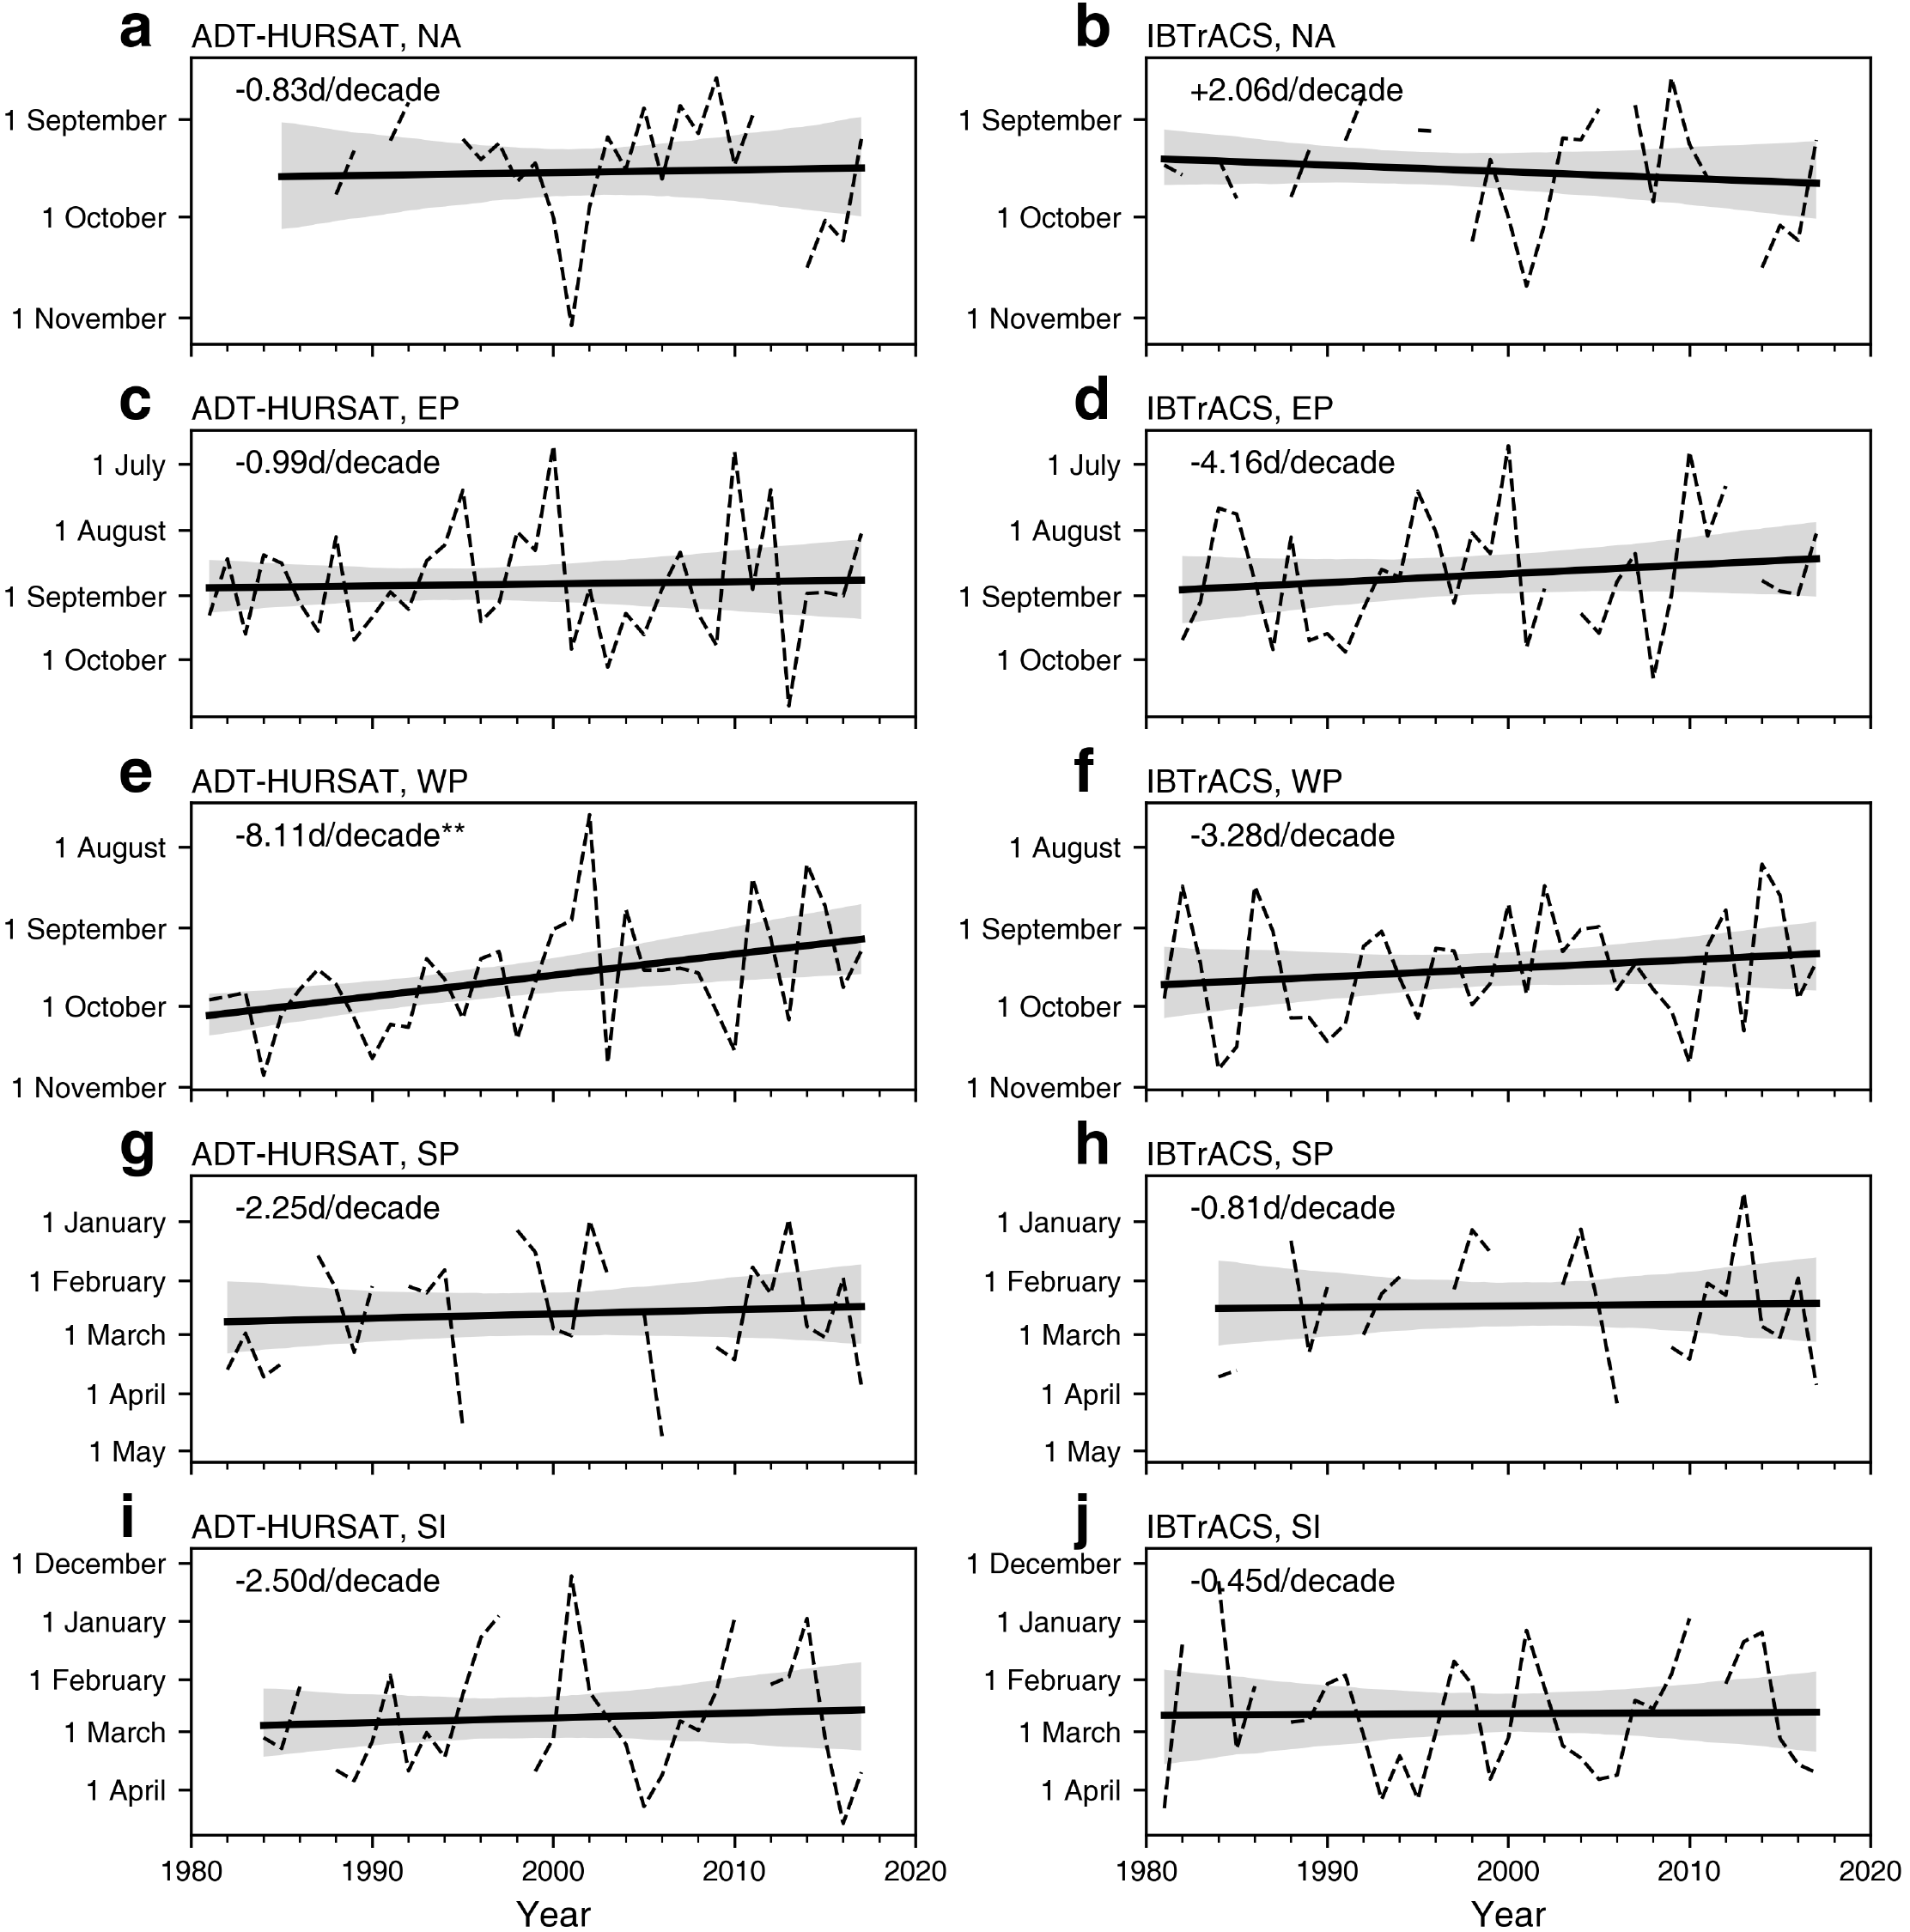 a ADT-HURSAT, NA
-0.83d/decade
1 September
1 October
1 November
b IBTrACS, NA
+2.06d/decade
1 September
1 October
1 November
c ADT-HURSAT, EP
-0.99d/decade
1 July
1 August
1 September
1 October
d IBTrACS, EP
-4.16d/decade
1 July
1 August
1 September
1 October
e ADT-HURSAT, WP
-8.11d/decade**
1 August
1 September
1 October
1 November
f IBTrACS, WP
-3.28d/decade
1 August
1 September
1 October
1 November
g ADT-HURSAT, SP
-2.25d/decade
1 January
1 February
1 March
1 April
1 May
h IBTrACS, SP
-0.81d/decade
1 January
1 February
1 March
1 April
1 May
i ADT-HURSAT, SI
-2.50d/decade
1 December
1 January
1 February
1 March
1 April
1980 1990 2000 2010 2020
Year
j IBTrACS, SI
-0.45d/decade
1 December
1 January
1 February
1 March
1 April
1980 1990 2000 2010 2020
Year